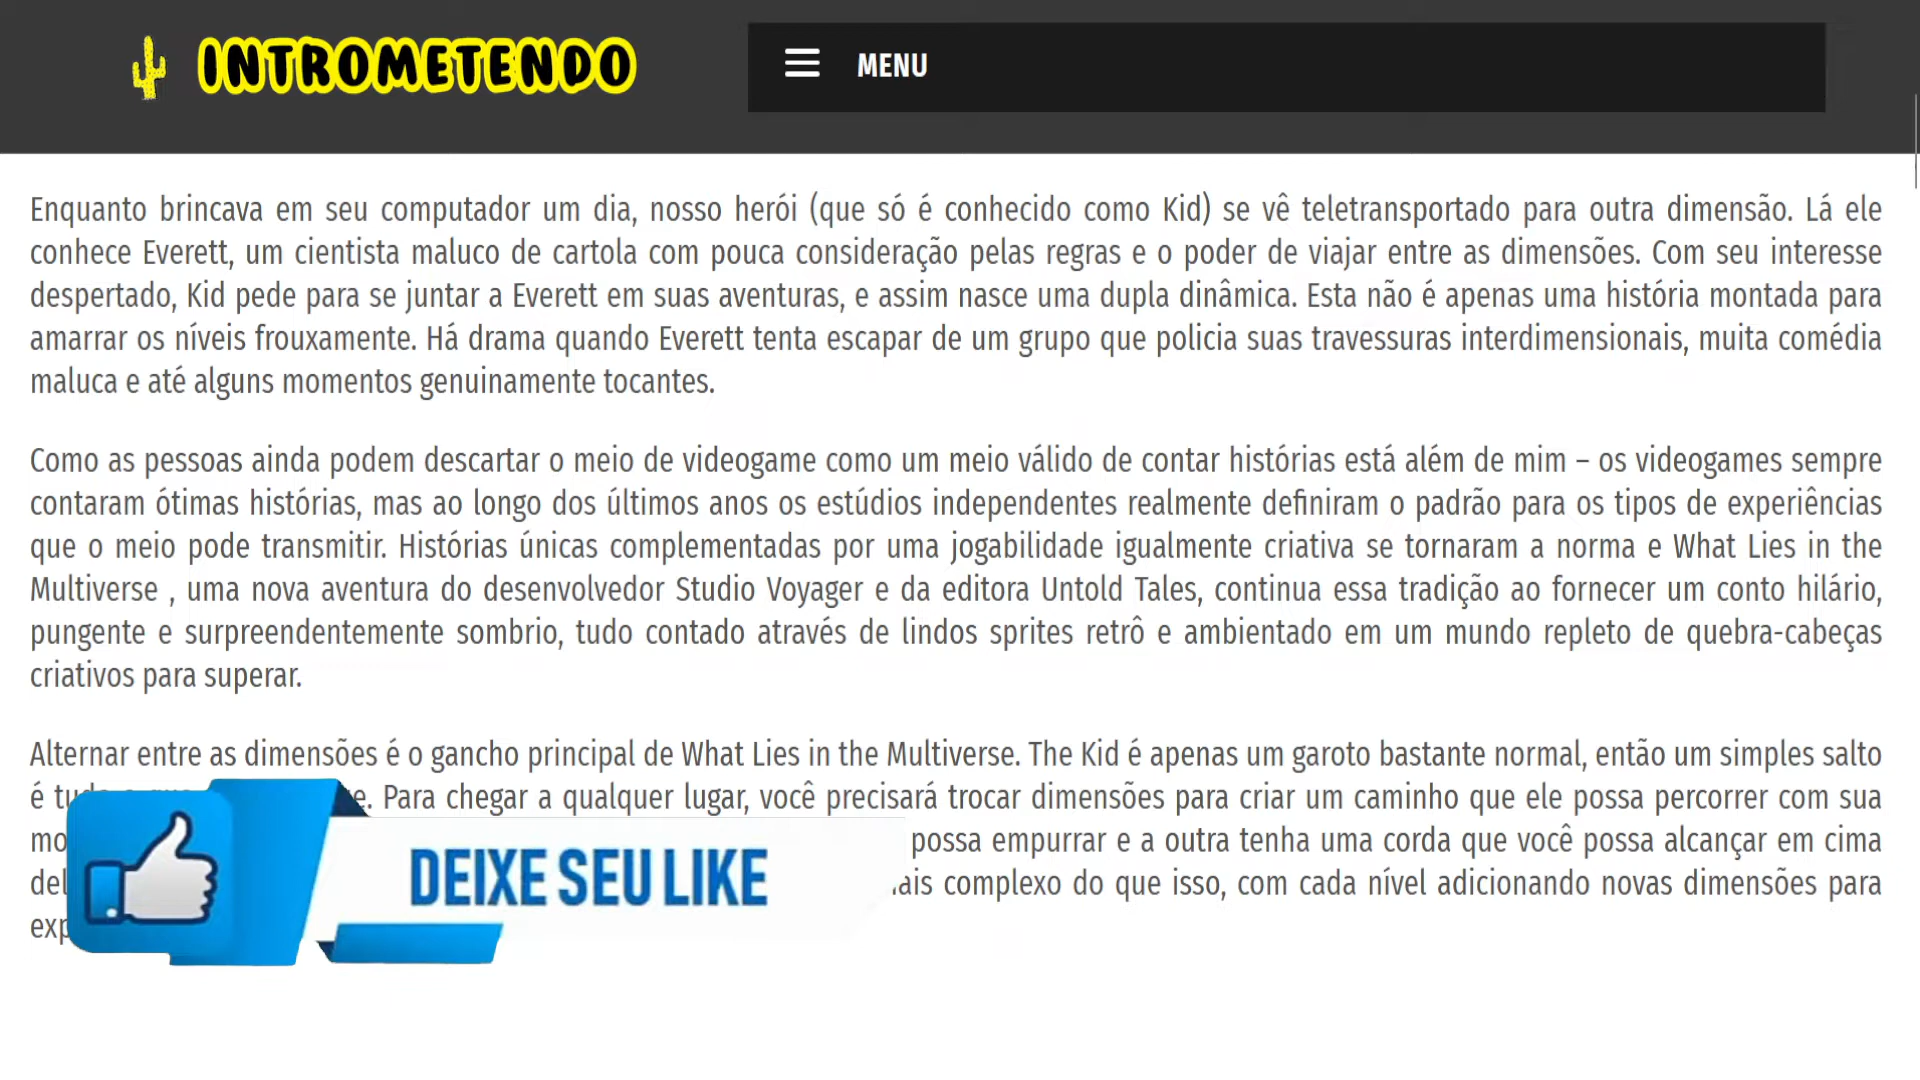 INTROMETENDO
MENU
Enquanto brincava em seu computador um dia, nosso herói (que só é conhecido como Kid) se vê teletransportado para outra dimensão. Lá ele
conhece Everett, um cientista maluco de cartola com pouca consideração pelas regras e o poder de viajar entre as dimensões. Com seu interesse
despertado, Kid pede para se juntar a Everett em suas aventuras, e assim nasce uma dupla dinâmica. Esta não é apenas uma história montada para
amarrar os níveis frouxamente. Há drama quando Everett tenta escapar de um grupo que policia suas travessuras interdimensionais, muita comédia
maluca e até alguns momentos genuinamente tocantes.
Como as pessoas ainda podem descartar o meio de videogame como um meio válido de contar histórias está além de mim – os videogames sempre
contaram ótimas histórias, mas ao longo dos últimos anos os estúdios independentes realmente definiram o padrão para os tipos de experiências
que o meio pode transmitir. Histórias únicas complementadas por uma jogabilidade igualmente criativa se tornaram a norma e What Lies in the
Multiverse , uma nova aventura do desenvolvedor Studio Voyager e da editora Untold Tales, continua essa tradição ao fornecer um conto hilário,
pungente e surpreendentemente sombrio, tudo contado através de lindos sprites retrô e ambientado em um mundo repleto de quebra-cabeças
criativos para superar.
Alternar entre as dimensões é o gancho principal de What Lies in the Multiverse. The Kid é apenas um garoto bastante normal, então um simples salto
é Para chegar a qualquer lugar, você precisará trocar dimensões para criar um caminho que ele possa percorrer com sua
possa empurrar e a outra tenha uma corda que você possa alcançar em cima
complexo do que isso, com cada nível adicionando novas dimensões para
DEIXE SEU LIKE